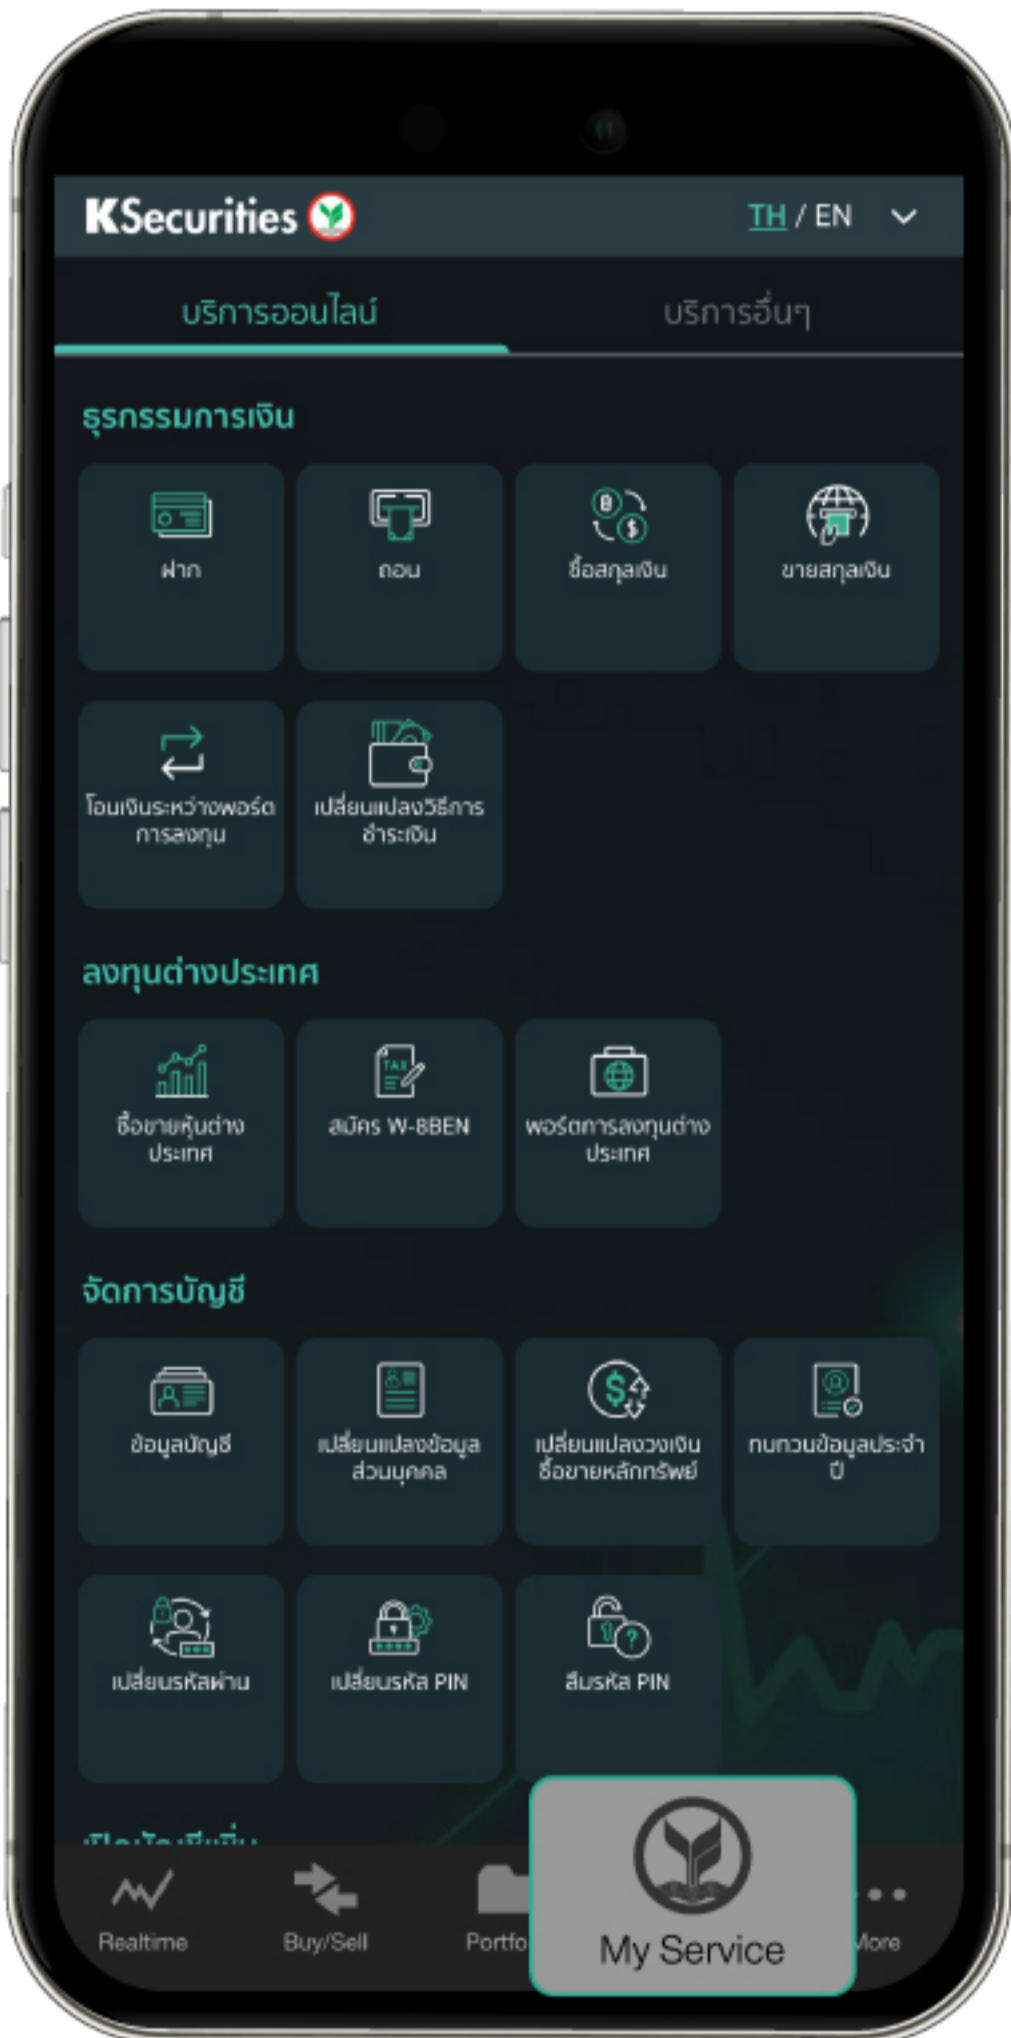 KSecurities
TH / EN
บริการออนไลน์
บริการอื่นๆ
ธุรกรรมการเงิน
ฝาก
ถอน
ซื้อสกุลเงิน
ขายสกุลเงิน
โอนเงินระหว่างพอร์ต
การลงทุน
เปลี่ยนแปลงวิธีการ
ชำระเงิน
ลงทุนต่างประเทศ
TAX
ซื้อขายหุ้นต่าง
ประเทศ
สมัคร W-8BEN
พอร์ตการลงทุนต่าง
ประเทศ
จัดการบัญชี
ข้อมูลบัญชี
เปลี่ยนแปลงข้อมูล
ส่วนบุคคล
เปลี่ยนแปลงวงเงิน
ซื้อขายหลักทรัพย์
ทบทวนข้อมูลประจำ
ปี
เปลี่ยนรหัสผ่าน
เปลี่ยนรหัส PIN
ลืมรหัส PIN
Realtime
Buy/Sell
Portfo
My Service
More